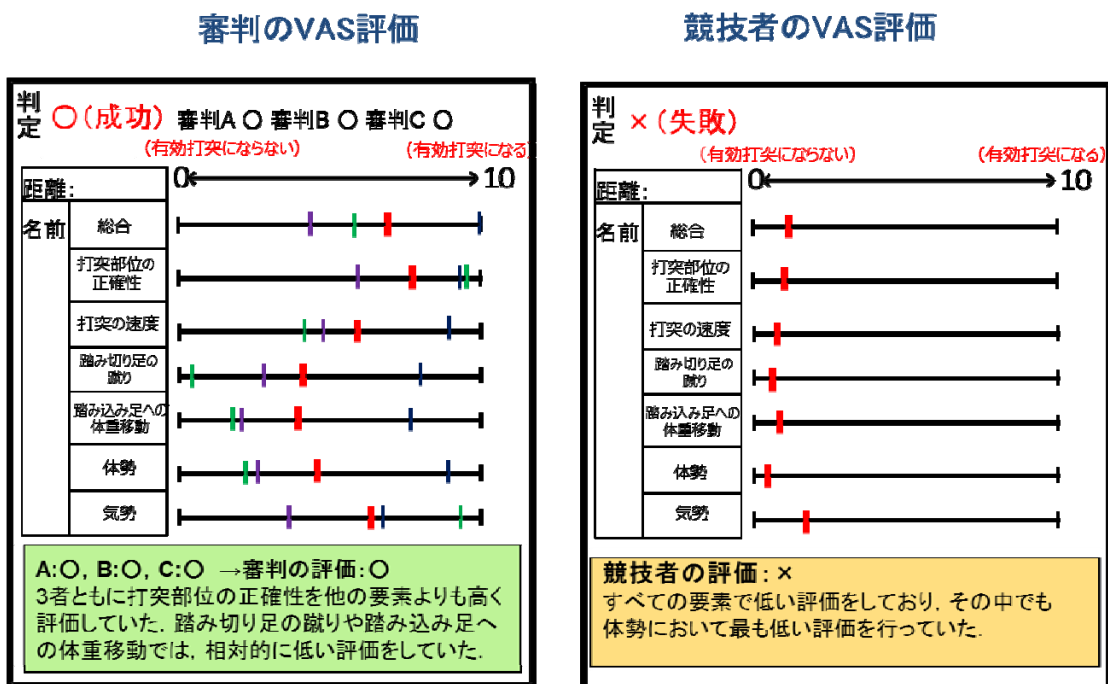 審判のVAS評価
競技者のVAS評価
判定 〇(成功) 審判A 〇 審判B 〇 審判C 〇
(有効打突にならない) (有効打突になる)
0 10
距離:
名前
総合
打突部位の
正確性
打突の速度
踏み切り足の
蹴り
踏み込み足への
体重移動
体勢
気勢
A:〇, B:〇, C:〇 →審判の評価:〇
3者ともに打突部位の正確性を他の要素よりも高く
評価していた. 踏み切り足の蹴りや踏み込み足へ
の体重移動では, 相対的に低い評価をしていた.
判定 ×(失敗)
(有効打突にならない) (有効打突になる)
0 10
距離:
名前
総合
打突部位の
正確性
打突の速度
踏み切り足の
蹴り
踏み込み足への
体重移動
体勢
気勢
競技者の評価:×
すべての要素で低い評価をしており, その中でも
体勢において最も低い評価を行っていた.